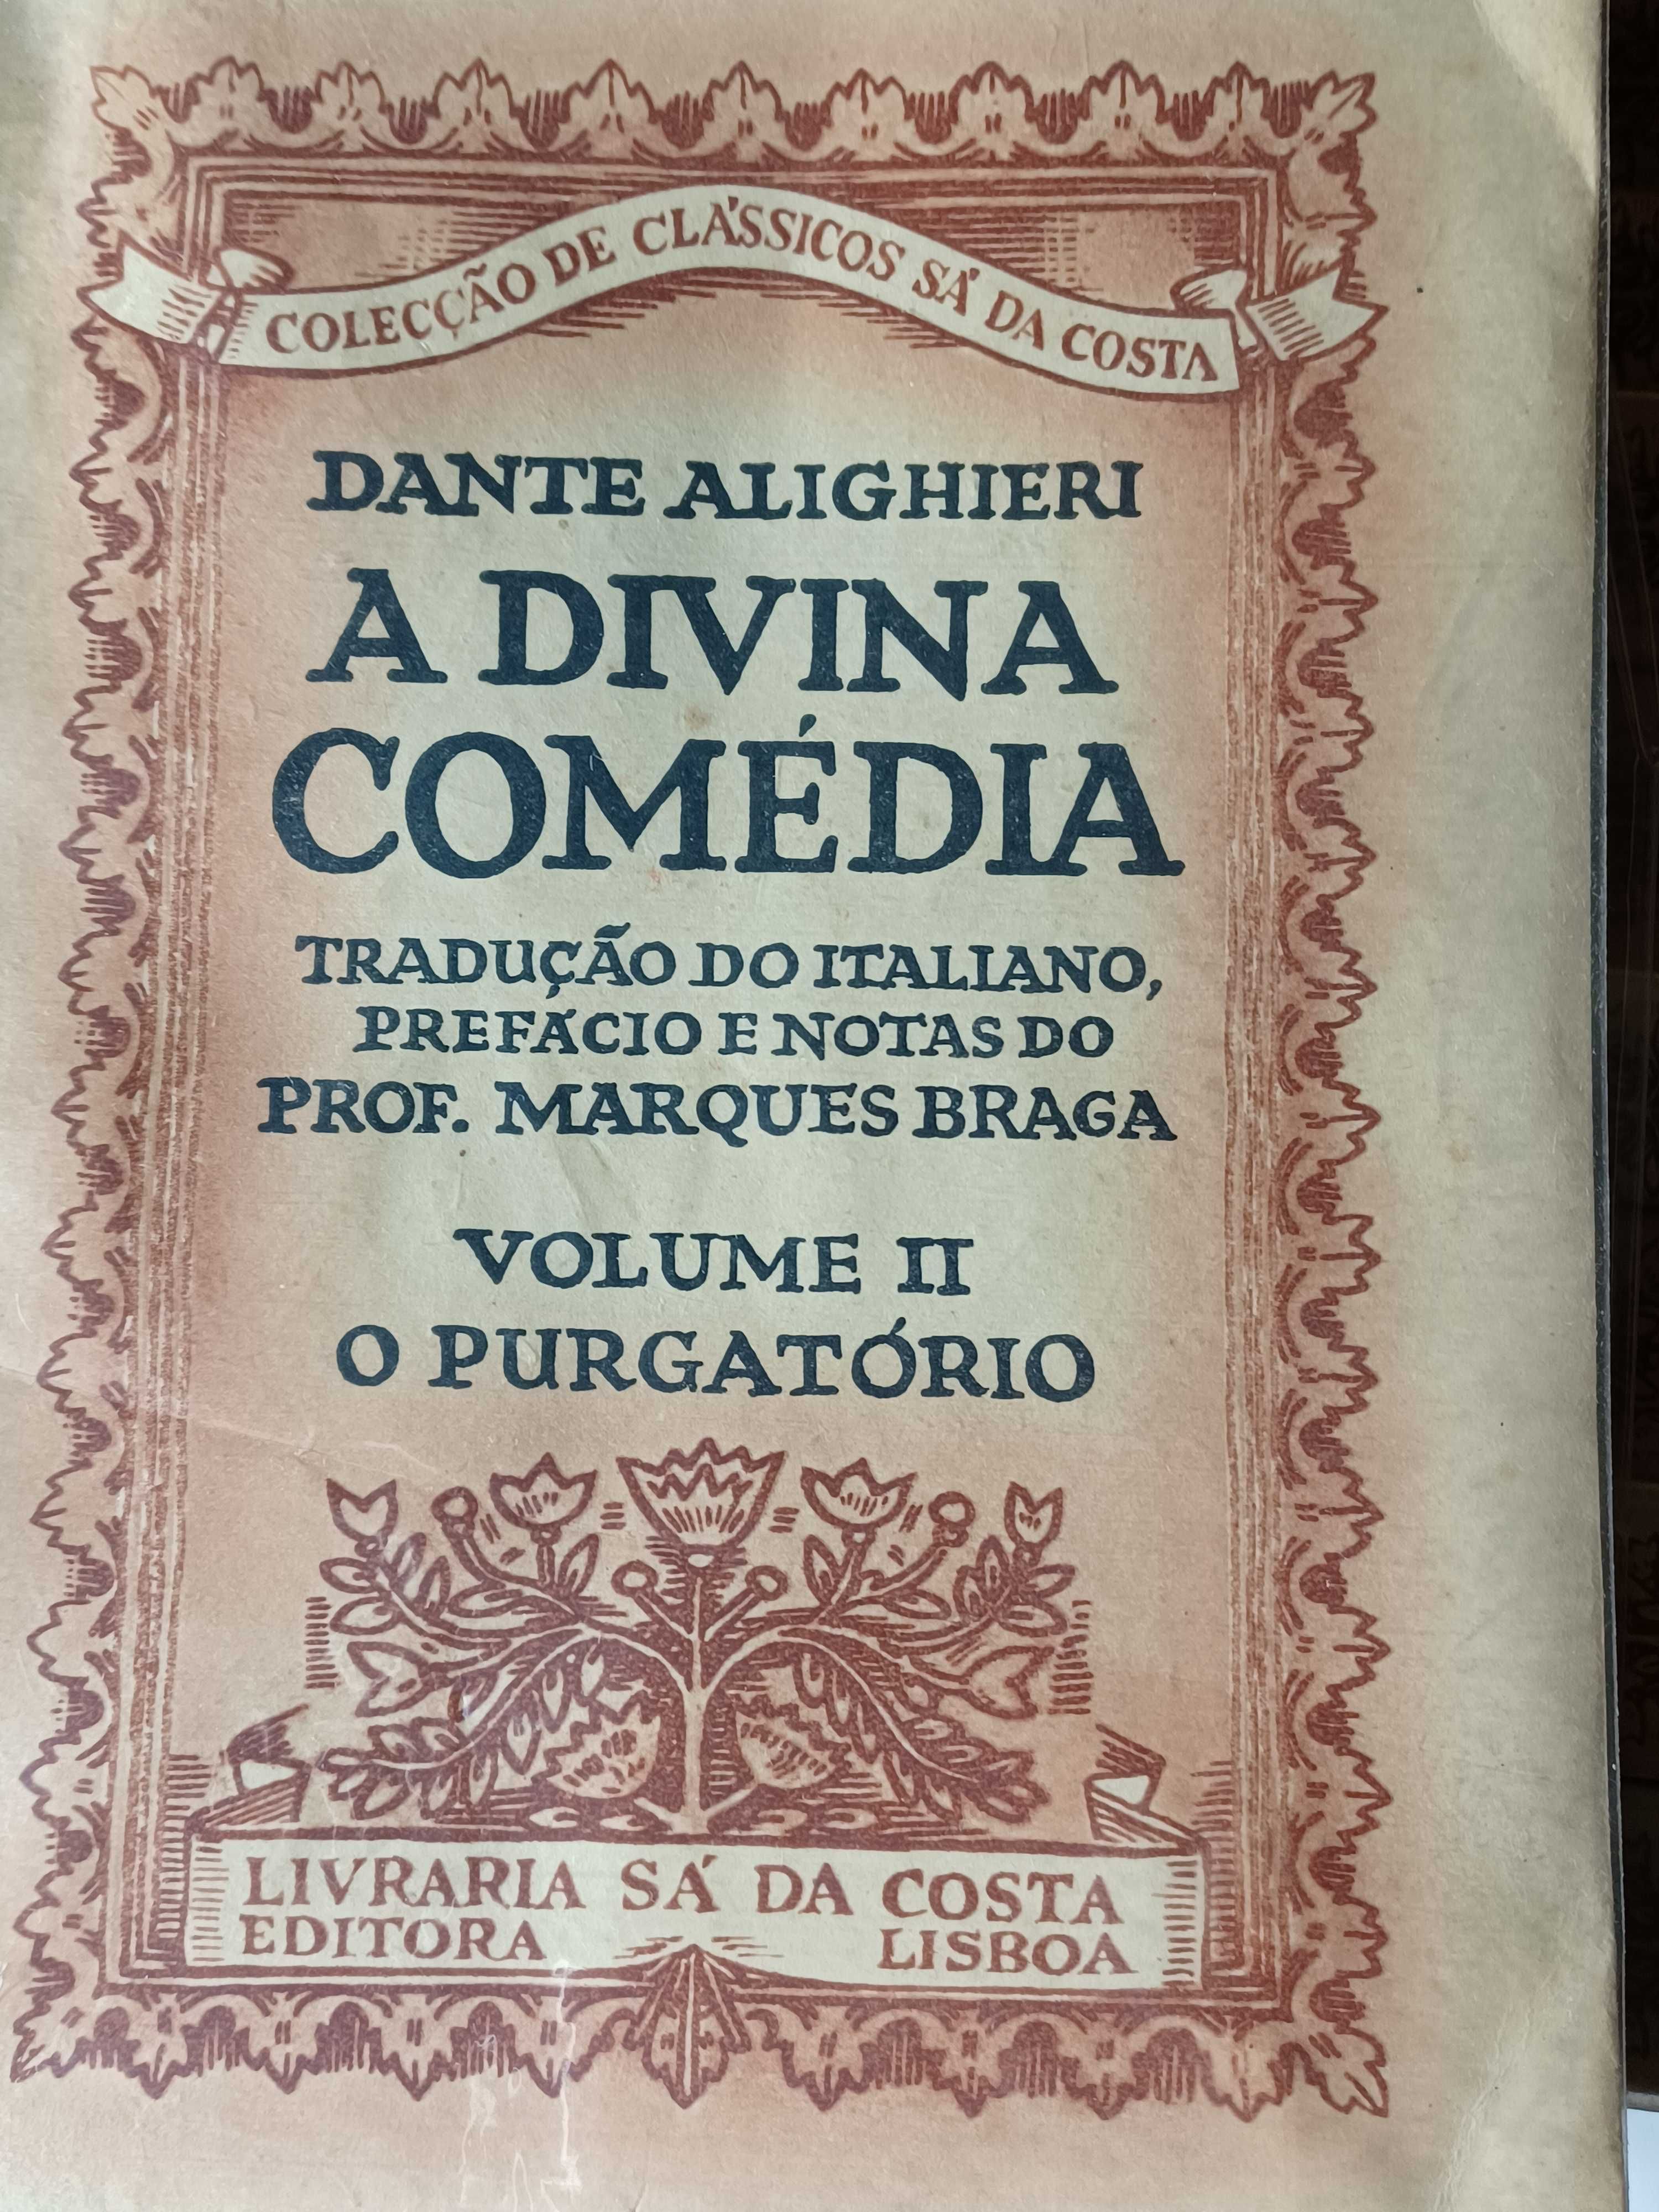 COLECÇÃO DE CLÁSSICOS SÁ DA COSTA
DANTE ALIGHIERI
A DIVINA
COMÉDIA
TRADUÇÃO DO ITALIANO,
PREFÁCIO E NOTAS DO
PROF. MARQUES BRAGA
VOLUME II
O PURGATÓRIO
LIVRARIA SÁ DA COSTA
EDITORA LISBOA